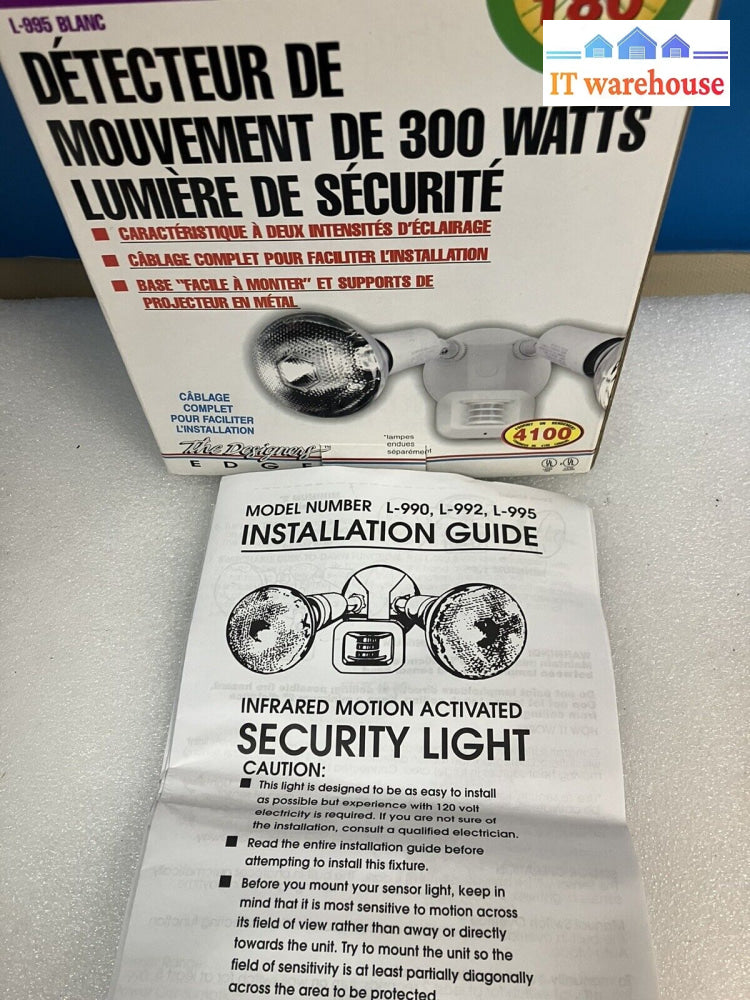 L-995 BLANC
180
IT warehouse
DÉTECTEUR DE
MOUVEMENT DE 300 WATTS
LUMIÈRE DE SÉCURITÉ
■ CARACTÉRISTIQUE À DEUX INTENSITÉS D'ÉCLAIRAGE
■ CÂBLAGE COMPLET POUR FACILITER L'INSTALLATION
■ BASE "FACILE À MONTER" ET SUPPORTS DE
PROJECTEUR EN MÉTAL
CÂBLAGE
COMPLET
POUR FACILITER
L'INSTALLATION
The Designers
EDGE
*lampes
endues
séparément
4100
MODEL NUMBER L-990, L-992, L-995
INSTALLATION GUIDE
INFRARED MOTION ACTIVATED
SECURITY LIGHT
CAUTION:
■ This light is designed to be as easy to install
as possible but experience with 120 volt
electricity is required. If you are not sure of
the installation, consult a qualified electrician.
■ Read the entire installation guide before
attempting to install this fixture.
■ Before you mount your sensor light, keep in
mind that it is most sensitive to motion across
its field of view rather than away or directly
towards the unit. Try to mount the unit so the
field of sensitivity is at least partially diagonally
across the area to be protected